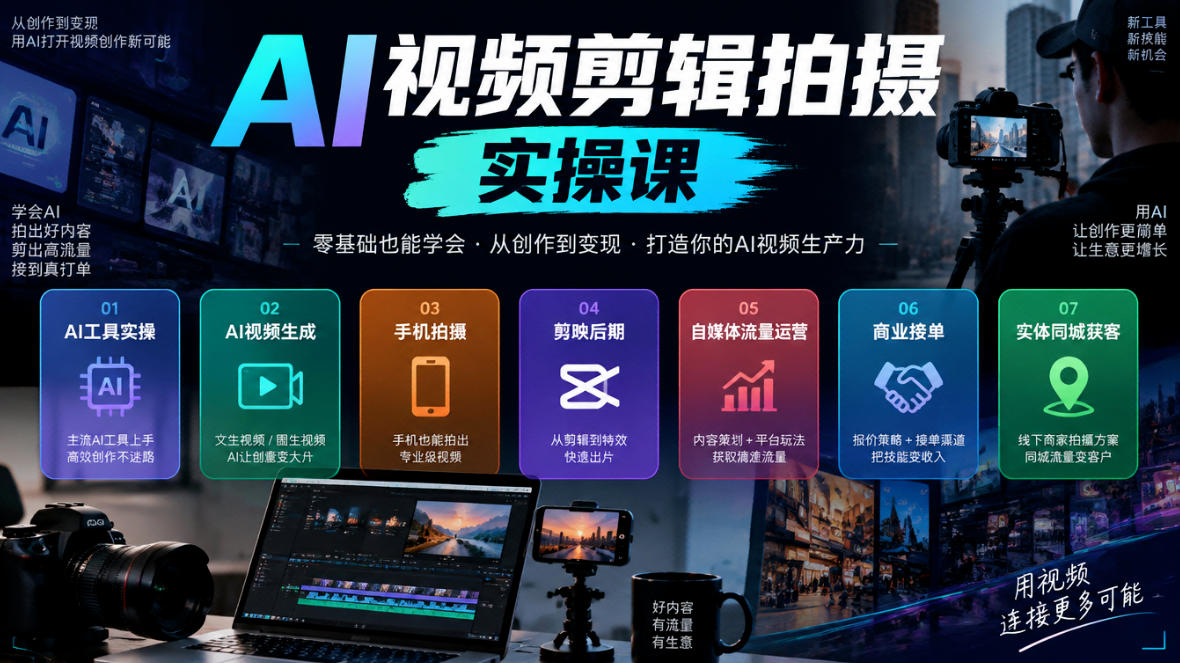 从创作到变现
用AI打开视频创作新可能
新工具
新技能
新机会
AI视频剪辑拍摄
实操课
学会AI
拍出好内容
剪出高流量
接到真打单
用AI
让创作更简单
让生意更增长
零基础也能学会 · 从创作到变现 · 打造你的AI视频生产力
01
AI工具实操
AI
主流AI工具上手
高效创作不迷路
02
AI视频生成
文生视频 / 图生视频
AI让创意变大片
03
手机拍摄
手机也能拍出
专业级视频
04
剪映后期
从剪辑到特效
快速出片
05
自媒体流量运营
内容策划 + 平台玩法
获取精准流量
06
商业接单
报价策略 + 接单渠道
把技能变收入
07
实体同城获客
线下商家拍摄方案
同城流量变客户
AI
AI
好内容
有流量
有生意
用视频
连接更多可能